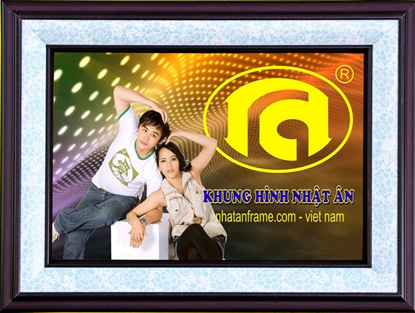 ®
KHUNG HÌNH NHẬT ÂN
nhatanframe.com - viet nam